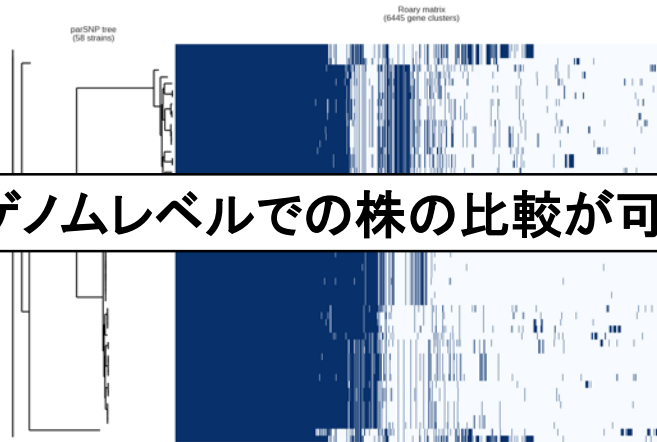 Roary matrix
(6445 gene clusters)
parSNP tree
(58 strains)
ゲノムレベルでの株の比較が可